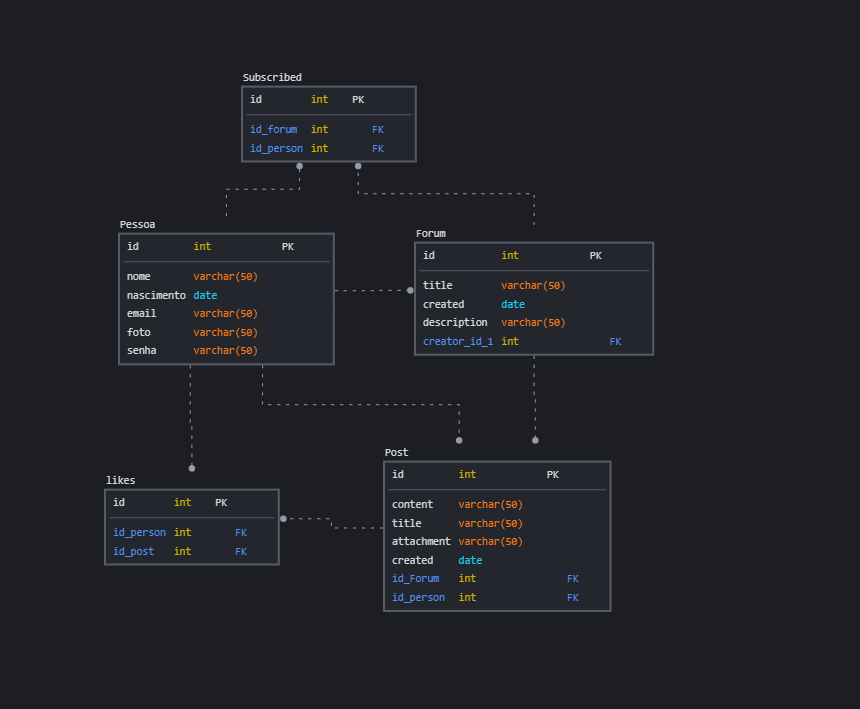 Subscribed
id int PK
id_forum int FK
id_person int FK
Pessoa
id int PK
nome varchar(50)
nascimento date
email varchar(50)
foto varchar(50)
senha varchar(50)
Forum
id int PK
title varchar(50)
created date
description varchar(50)
creator_id_1 int FK
likes
id int PK
id_person int FK
id_post int FK
Post
id int PK
content varchar(50)
title varchar(50)
attachment varchar(50)
created date
id_Forum int FK
id_person int FK